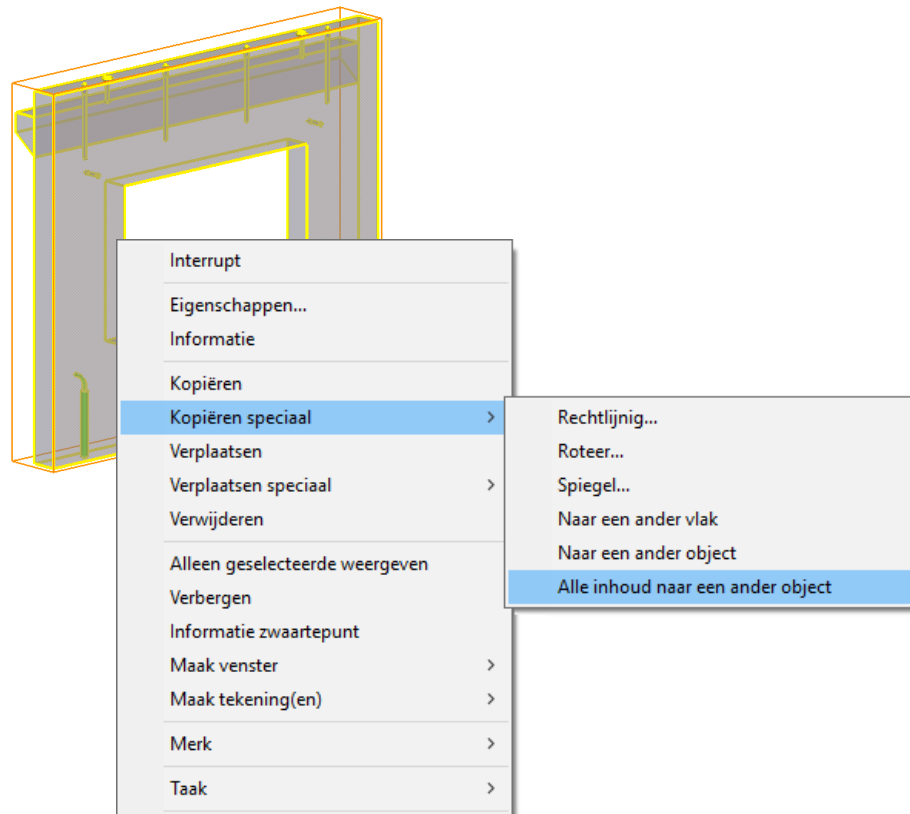 Interrupt
Eigenschappen...
Informatie
Kopiëren
Kopiëren speciaal
Verplaatsen
Verplaatsen speciaal
Verwijderen
Alleen geselecteerde weergeven
Verbergen
Informatie zwaartepunt
Maak venster
Maak tekening(en)
Merk
Taak
Rechtlijnig...
Roteer...
Spiegel...
Naar een ander vlak
Naar een ander object
Alle inhoud naar een ander object